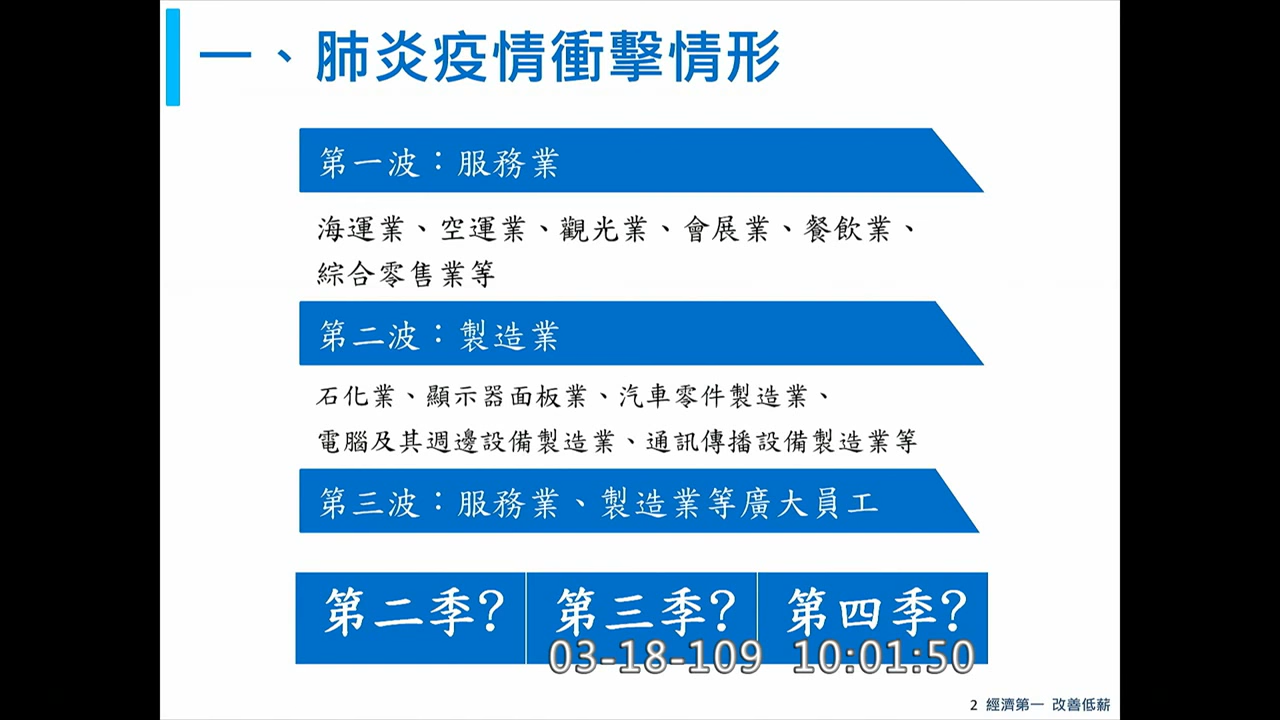 一、肺炎疫情衝擊情形
第一波：服務業
海運業、空運業、觀光業、會展業、餐飲業、
綜合零售業等
第二波：製造業
石化業、顯示器面板業、汽車零件製造業、
電腦及其週邊設備製造業、通訊傳播設備製造業等
第三波：服務業、製造業等廣大員工
第二季? 第三季? 第四季?
03-18-109 10:01:50
2 經濟第一 改善低薪